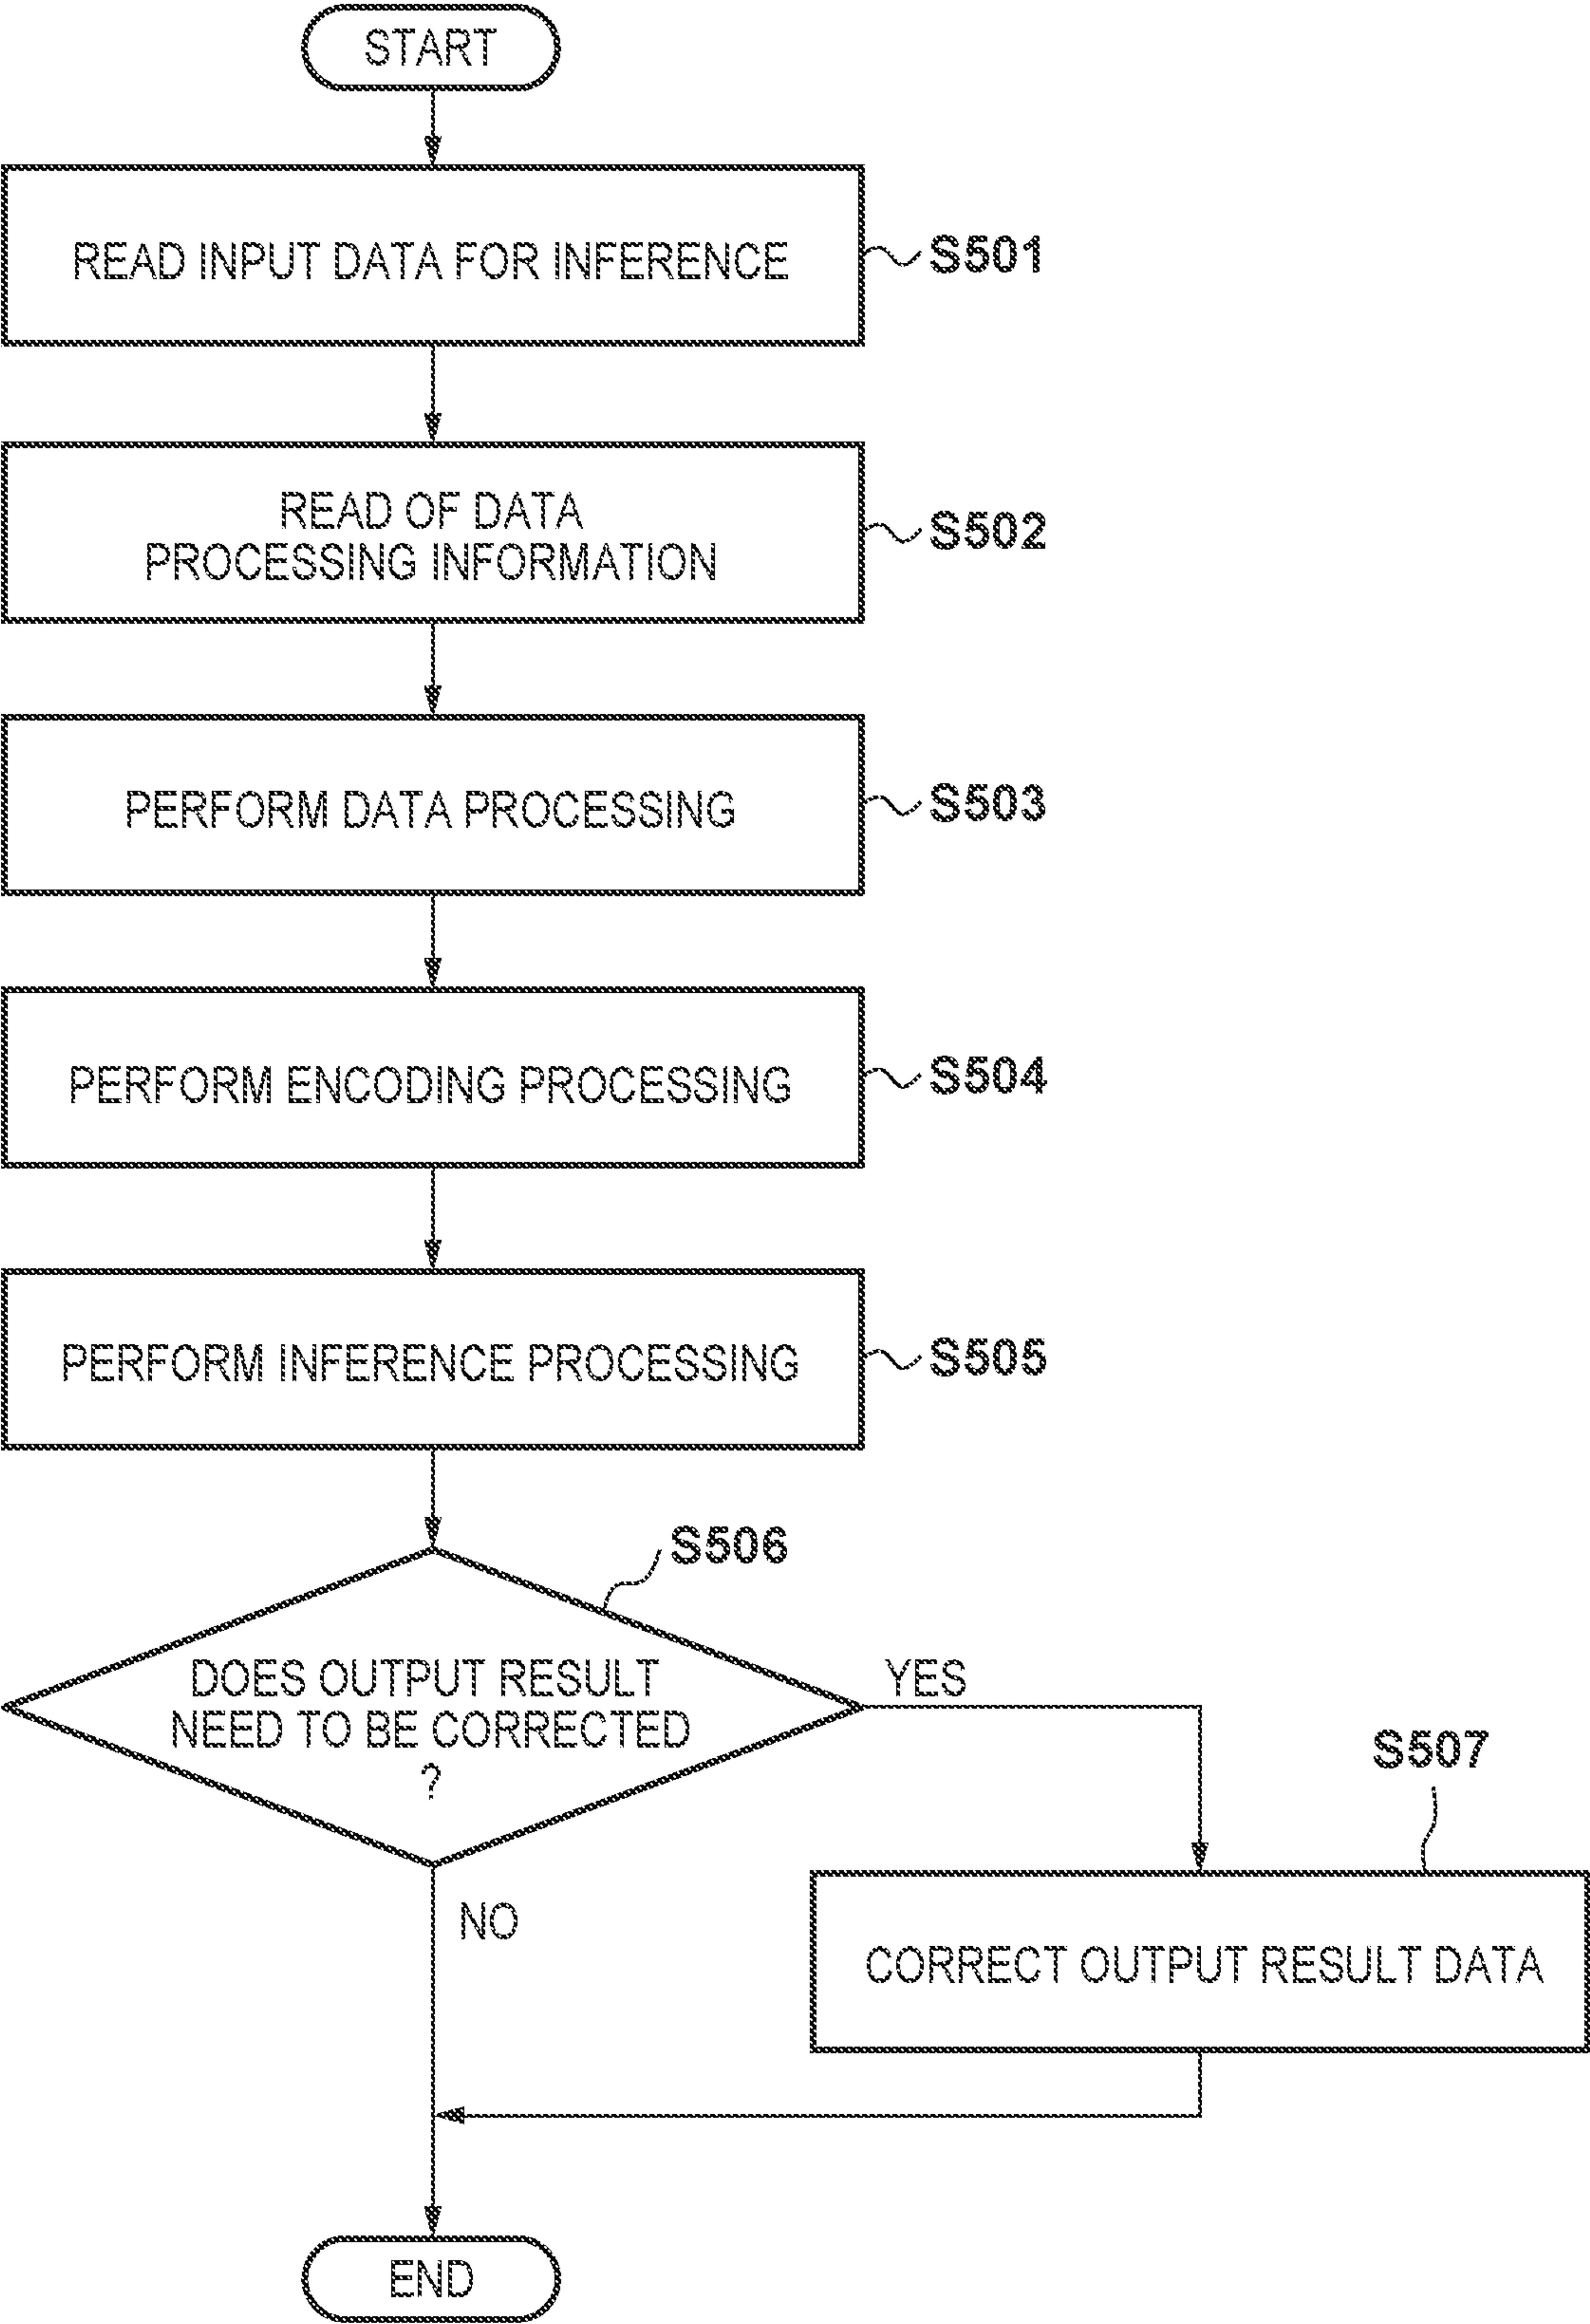 START
READ INPUT DATA FOR INFERENCE
S501
READ OF DATA
PROCESSING INFORMATION
S502
PERFORM DATA PROCESSING
S503
PERFORM ENCODING PROCESSING
S504
PERFORM INFERENCE PROCESSING
S505
S506
DOES OUTPUT RESULT
NEED TO BE CORRECTED
?
YES
S507
NO
CORRECT OUTPUT RESULT DATA
END